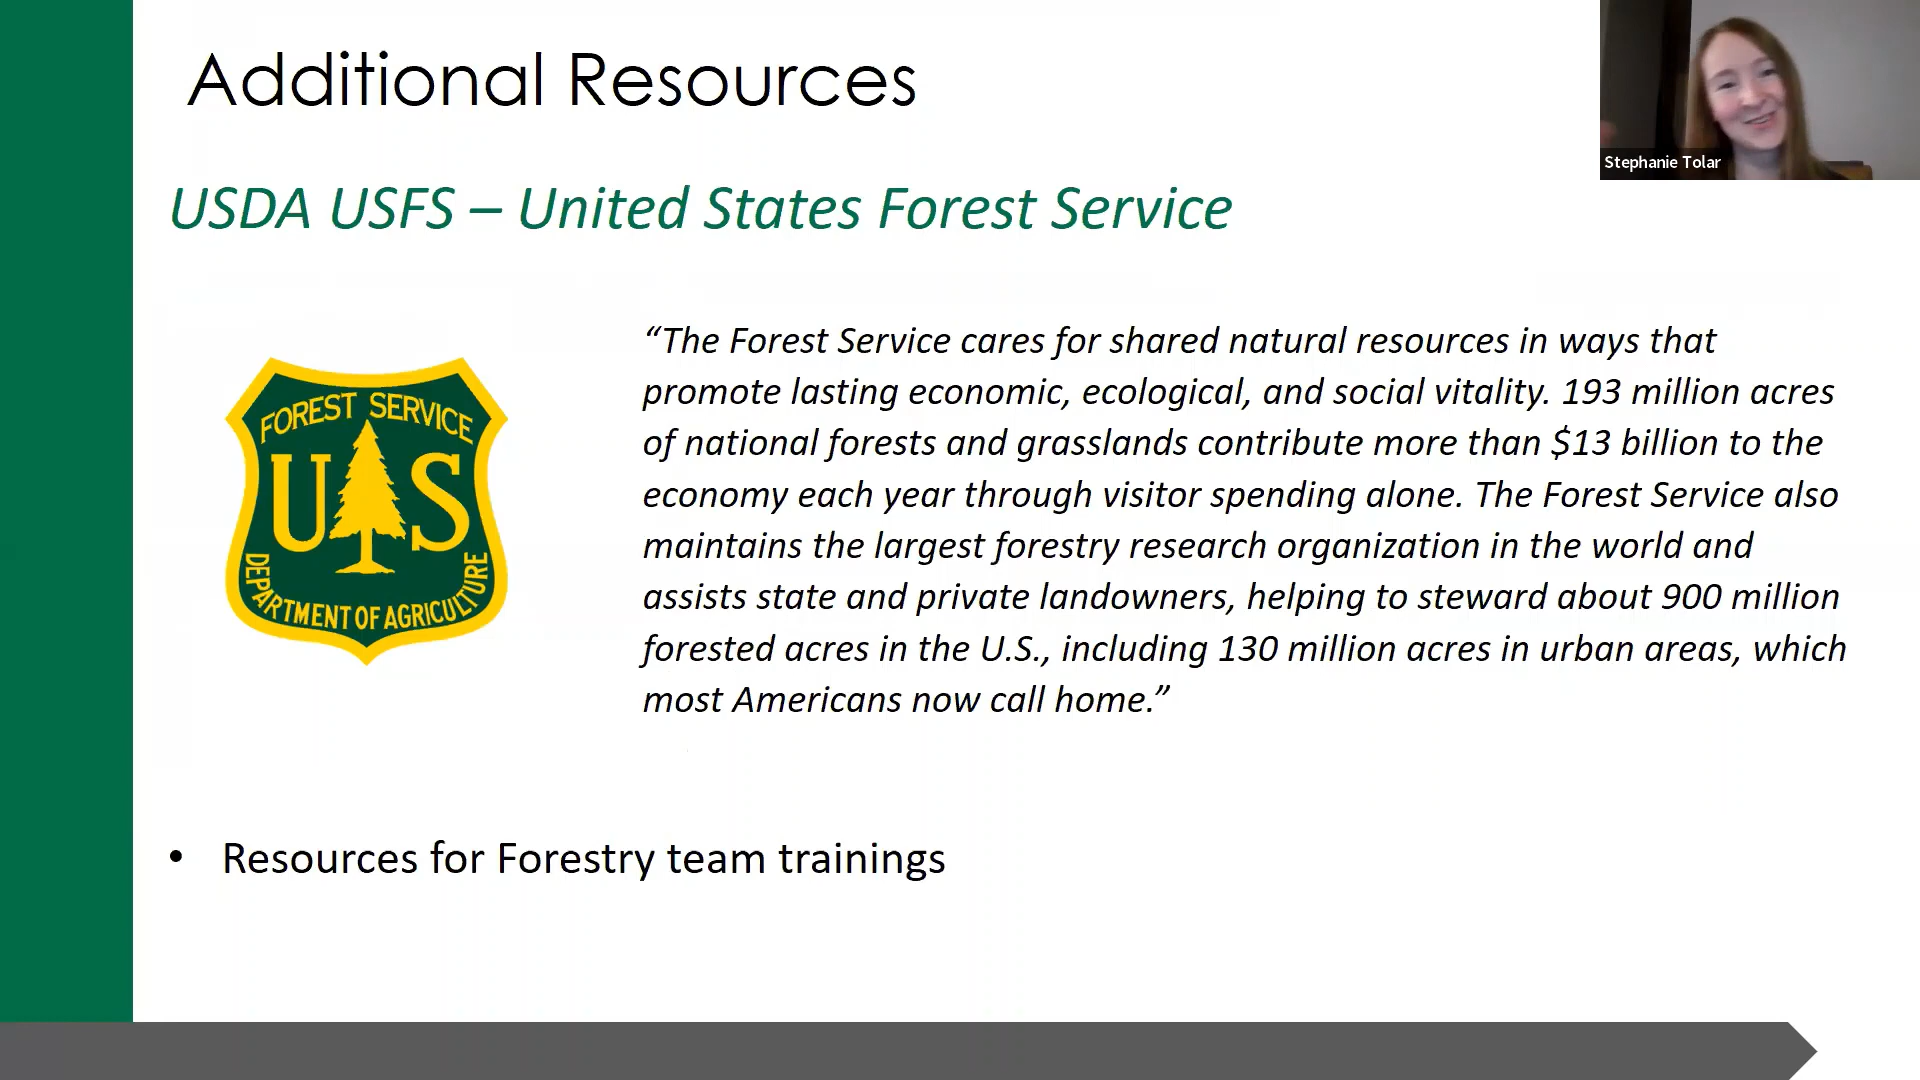 Additional Resources
Stephanie Tolar
USDA USFS – United States Forest Service
FOREST SERVICE
U S
DEPARTMENT OF AGRICULTURE
“The Forest Service cares for shared natural resources in ways that
promote lasting economic, ecological, and social vitality. 193 million acres
of national forests and grasslands contribute more than $13 billion to the
economy each year through visitor spending alone. The Forest Service also
maintains the largest forestry research organization in the world and
assists state and private landowners, helping to steward about 900 million
forested acres in the U.S., including 130 million acres in urban areas, which
most Americans now call home.”
• Resources for Forestry team trainings